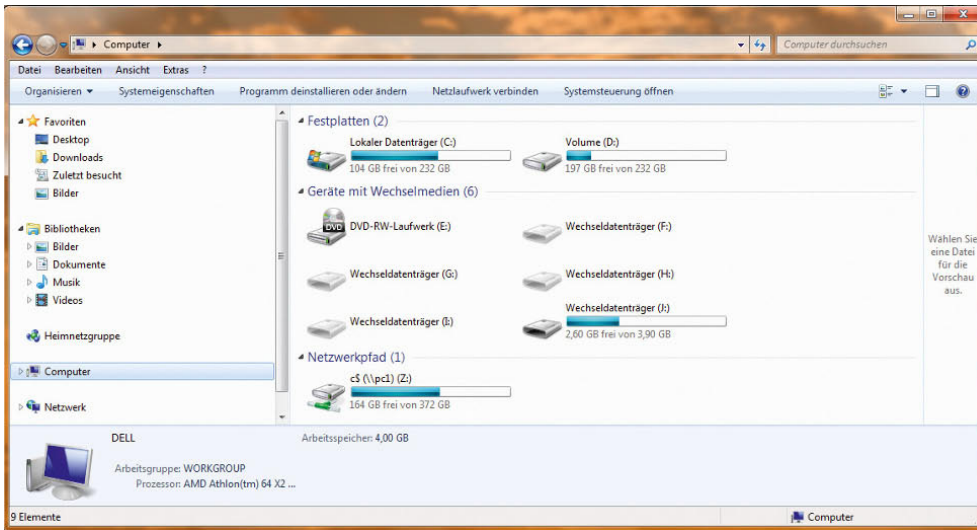 Computer
Computer durchsuchen
Datei Bearbeiten Ansicht Extras ?
Organisieren Systemeigenschaften Programm deinstallieren oder ändern Netzlaufwerk verbinden Systemsteuerung öffnen
Favoriten
Desktop
Downloads
Zuletzt besucht
Bilder
Bibliotheken
Bilder
Dokumente
Musik
Videos
Heimnetzgruppe
Computer
Netzwerk
Festplatten (2)
Lokaler Datenträger (C:)
104 GB frei von 232 GB
Volume (D:)
197 GB frei von 232 GB
Geräte mit Wechselmedien (6)
DVD
DVD-RW-Laufwerk (E:)
Wechseldatenträger (F:)
Wechseldatenträger (G:)
Wechseldatenträger (H:)
Wechseldatenträger (I:)
Wechseldatenträger (J:)
2,60 GB frei von 3,90 GB
Netzwerkpfad (1)
c$ (\\pc1) (Z:)
164 GB frei von 372 GB
Wählen Sie
eine Datei
für die
Vorschau
aus.
DELL
Arbeitsspeicher: 4,00 GB
Arbeitsgruppe: WORKGROUP
Prozessor: AMD Athlon(tm) 64 X2 ...
9 Elemente
Computer